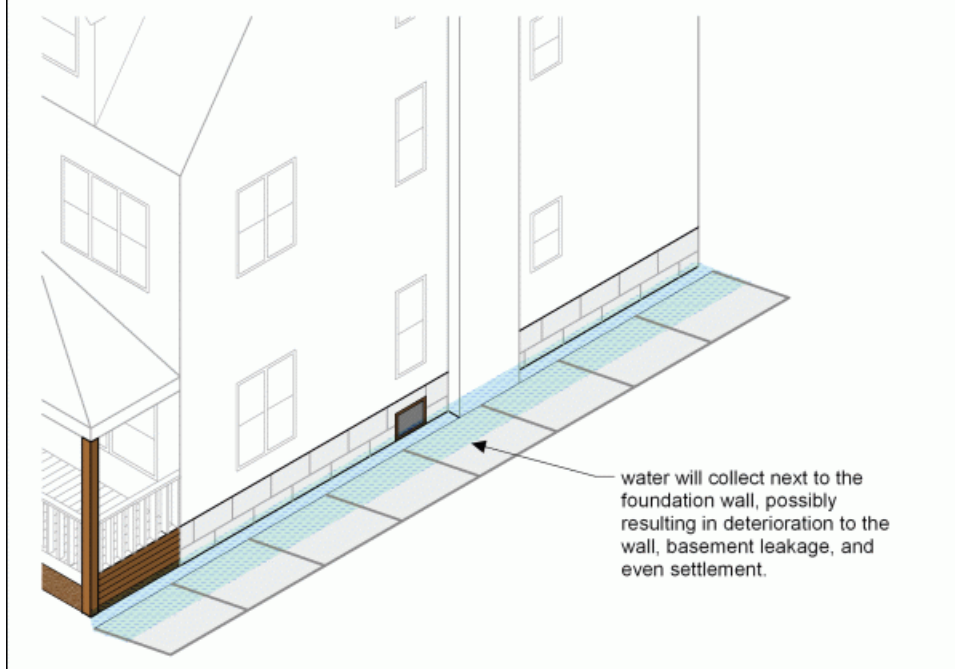 water will collect next to the
foundation wall, possibly
resulting in deterioration to the
wall, basement leakage, and
even settlement.